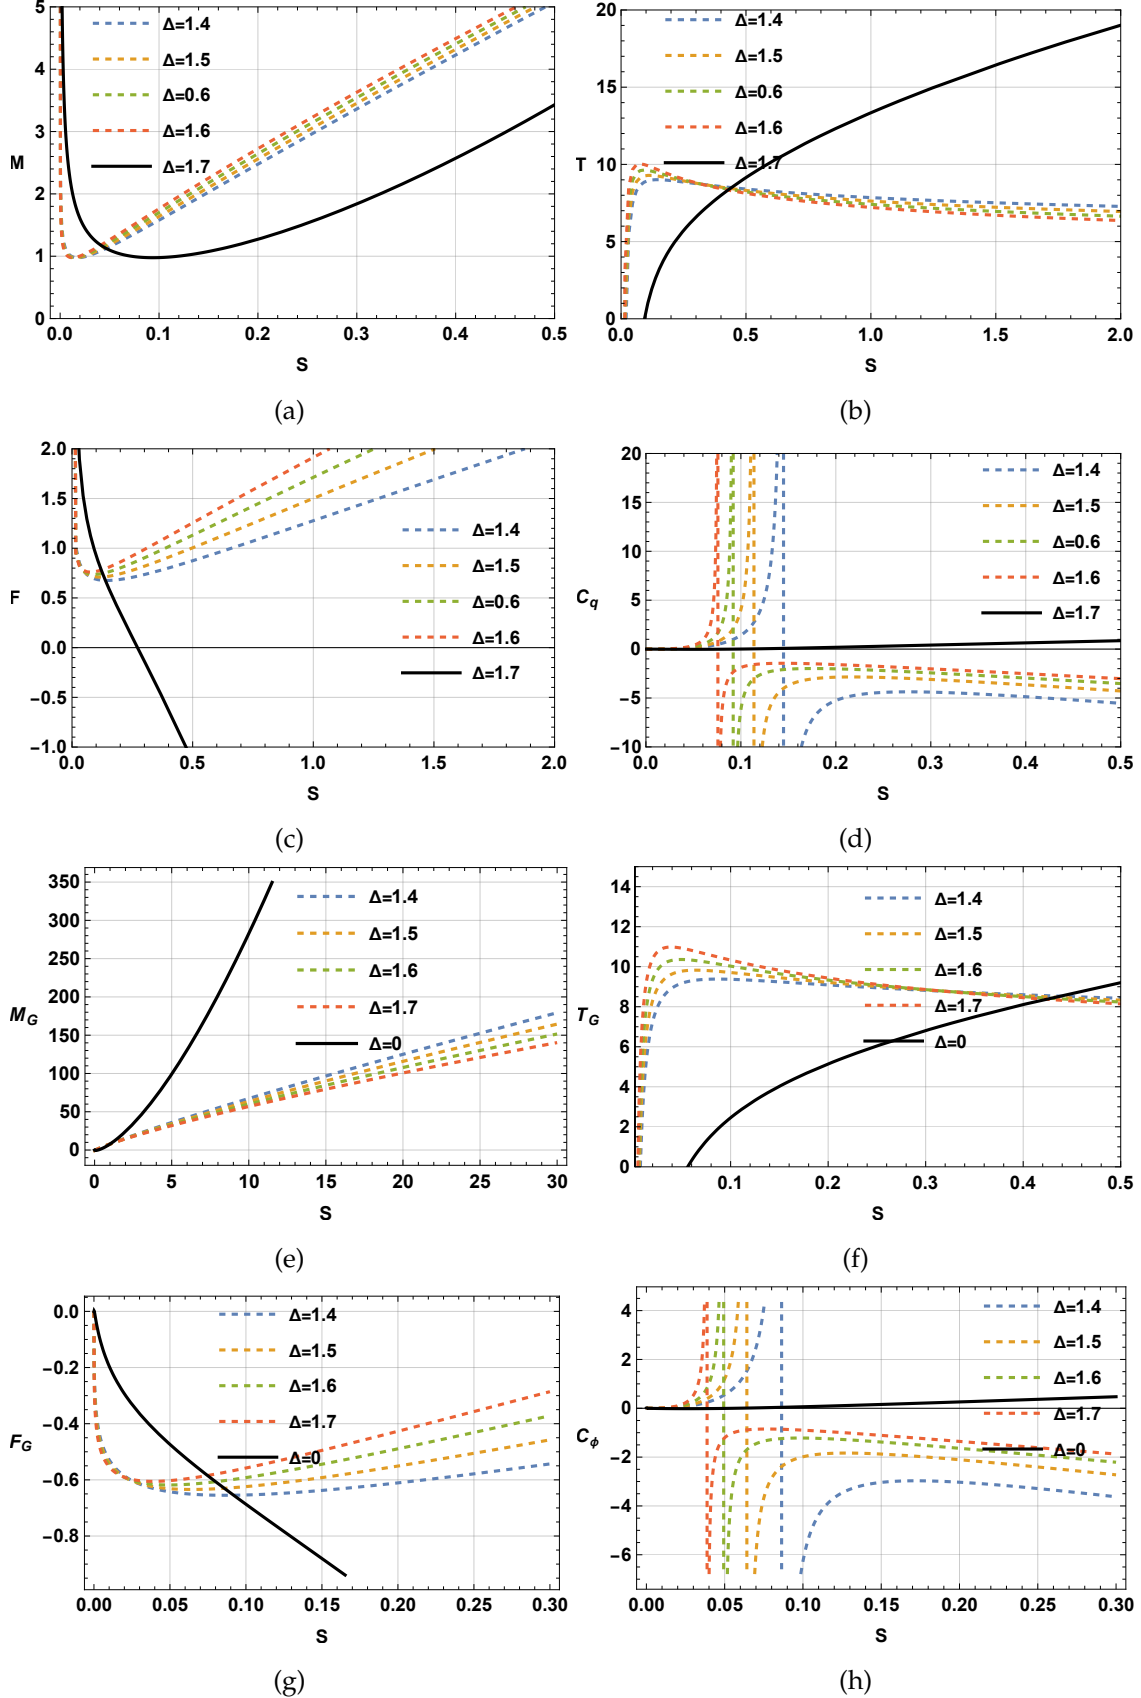 5
4
3
2
1
0
M
Δ=1.4
Δ=1.5
Δ=0.6
Δ=1.6
Δ=1.7
0.0 0.1 0.2 0.3 0.4 0.5
S
(a)
20
15
10
5
0
T
Δ=1.4
Δ=1.5
Δ=0.6
Δ=1.6
Δ=1.7
0.0 0.5 1.0 1.5 2.0
S
(b)
2.0
1.5
1.0
0.5
0.0
−0.5
−1.0
F
Δ=1.4
Δ=1.5
Δ=0.6
Δ=1.6
Δ=1.7
0.0 0.5 1.0 1.5 2.0
S
(c)
20
15
10
5
0
−5
−10
C_q
Δ=1.4
Δ=1.5
Δ=0.6
Δ=1.6
Δ=1.7
0.0 0.1 0.2 0.3 0.4 0.5
S
(d)
350
300
250
200
150
100
50
0
M_G
Δ=1.4
Δ=1.5
Δ=1.6
Δ=1.7
Δ=0
0 5 10 15 20 25 30
S
(e)
14
12
10
8
6
4
2
0
T_G
Δ=1.4
Δ=1.5
Δ=1.6
Δ=1.7
Δ=0
0.1 0.2 0.3 0.4 0.5
S
(f)
0.0
−0.2
−0.4
−0.6
−0.8
F_G
Δ=1.4
Δ=1.5
Δ=1.6
Δ=1.7
Δ=0
0.00 0.05 0.10 0.15 0.20 0.25 0.30
S
(g)
4
2
0
−2
−4
−6
C_ϕ
Δ=1.4
Δ=1.5
Δ=1.6
Δ=1.7
Δ=0
0.00 0.05 0.10 0.15 0.20 0.25 0.30
S
(h)